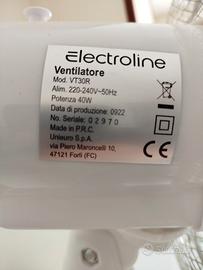 Electroline
Ventilatore
Mod. VT30R
Alim. 220-240V~50Hz
Potenza 40W
Data di produzione: 0922
No. Seriale: 02970
Made in P.R.C.
Unieuro S.p.A.
via Piero Maroncelli 10,
47121 Forlì (FC)
CE